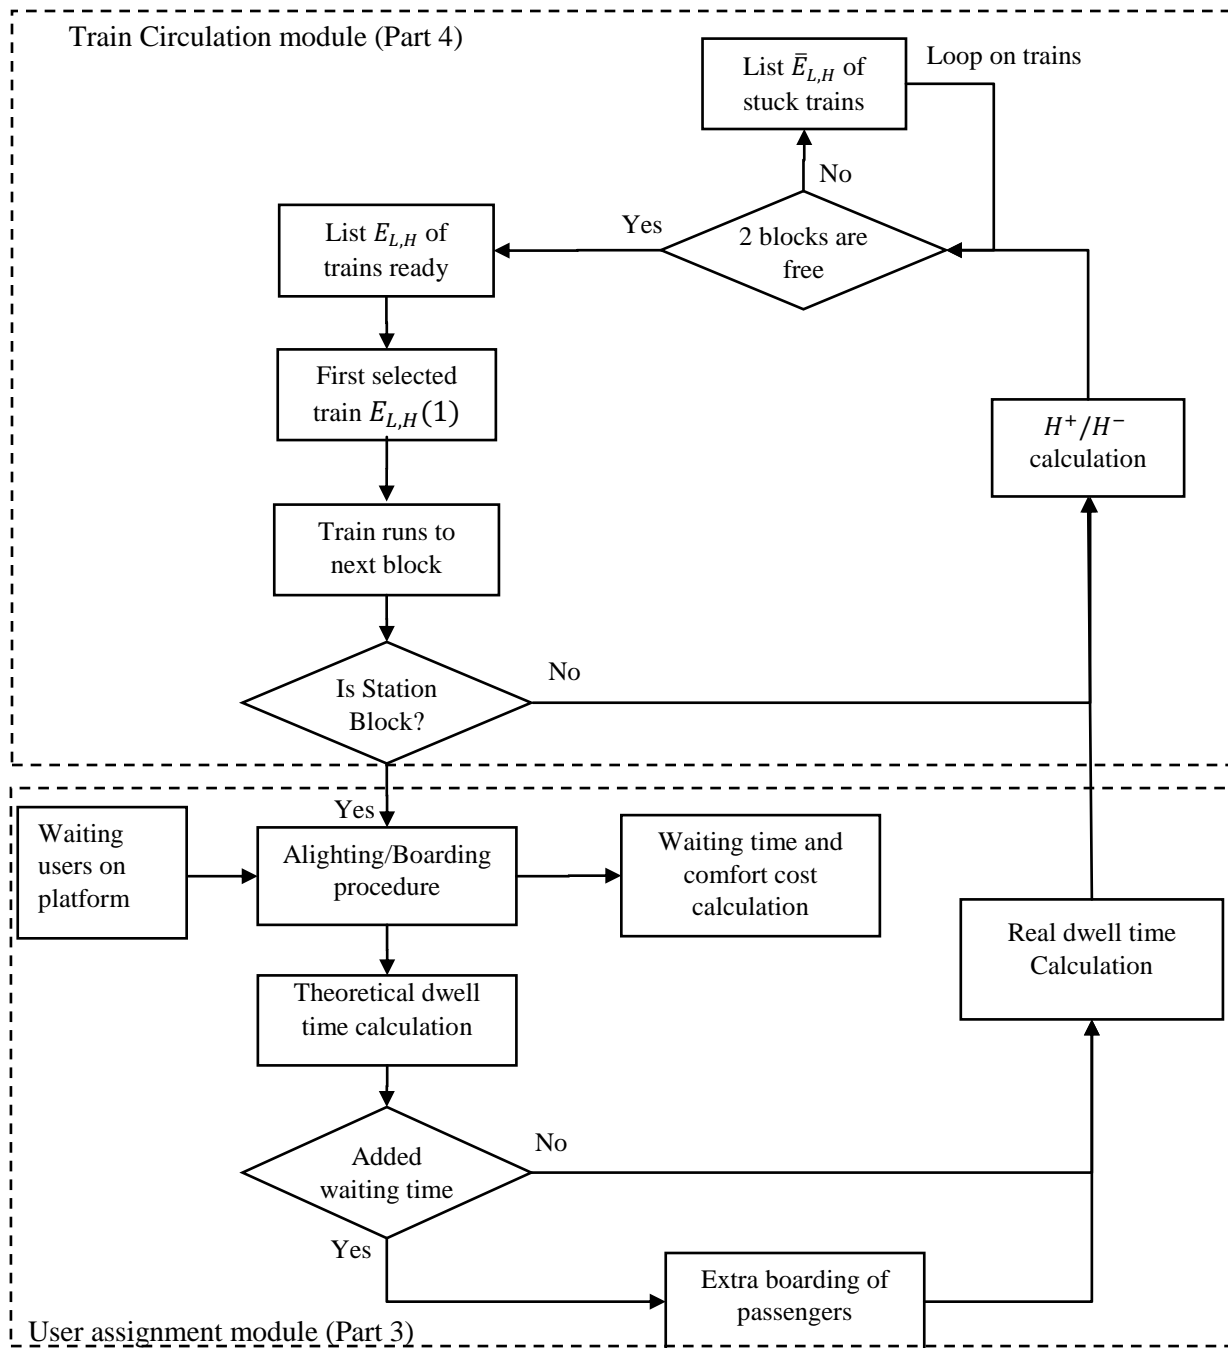 Train Circulation module (Part 4)
List Ē_{L,H} of
stuck trains
Loop on trains
No
Yes
2 blocks are
free
List E_{L,H} of
trains ready
First selected
train E_{L,H}(1)
H⁺/H⁻
calculation
Train runs to
next block
No
Is Station
Block?
Yes
Waiting
users on
platform
Alighting/Boarding
procedure
Waiting time and
comfort cost
calculation
Real dwell time
Calculation
Theoretical dwell
time calculation
No
Added
waiting time
Yes
Extra boarding of
passengers
User assignment module (Part 3)